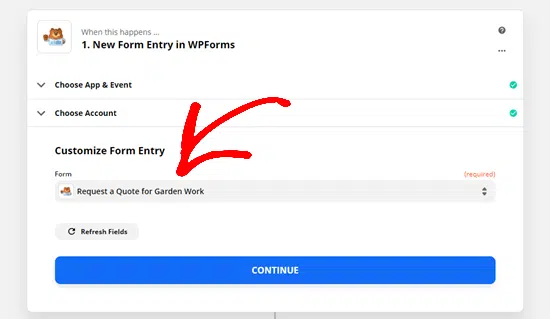 When this happens ...
1. New Form Entry in WPForms
Choose App & Event
Choose Account
Customize Form Entry
Form
(required)
Request a Quote for Garden Work
Refresh Fields
CONTINUE